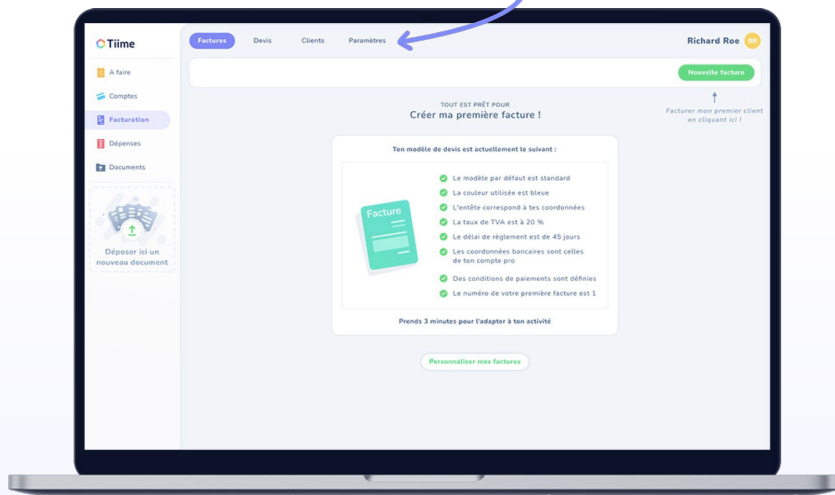 Tiime
Factures
Devis
Clients
Paramètres
Richard Roe
RR
A faire
Comptes
Facturation
Dépenses
Documents
Déposer ici un
nouveau document
Nouvelle facture
Facturer mon premier client
en cliquant ici !
TOUT EST PRÊT POUR
Créer ma première facture !
Ton modèle de devis est actuellement le suivant :
Facture
Le modèle par défaut est standard
La couleur utilisée est bleue
L'entête correspond à tes coordonnées
La taux de TVA est à 20 %
Le délai de règlement est de 45 jours
Les coordonnées bancaires sont celles
de ton compte pro
Des conditions de paiements sont définies
Le numéro de votre première facture est 1
Prends 3 minutes pour l'adapter à ton activité
Personnaliser mes factures